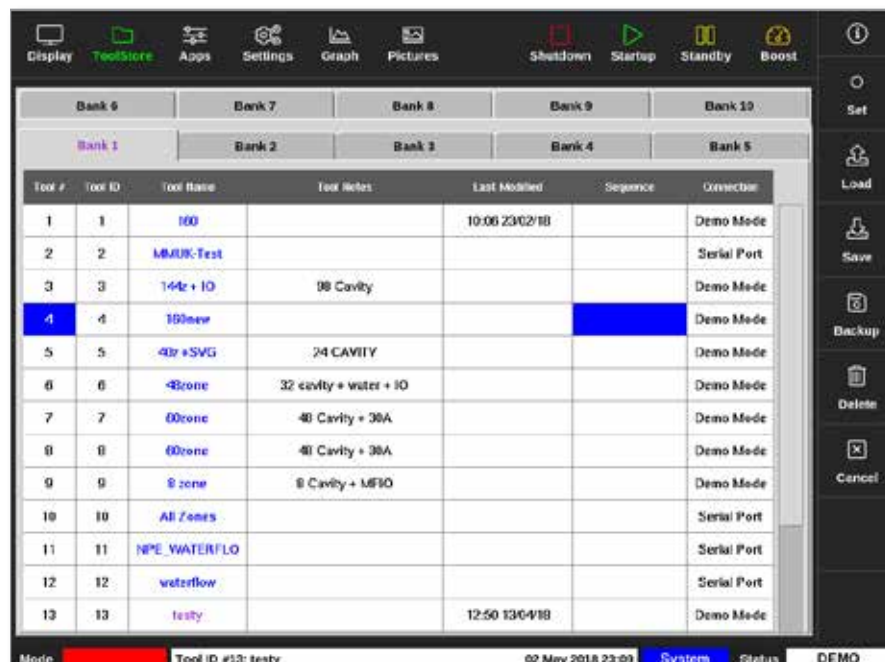 Display ToolStore Apps Settings Graph Pictures Shutdown Startup Standby Boost
Set
Load
Save
Backup
Delete
Cancel
Bank 6 Bank 7 Bank 8 Bank 9 Bank 10
Bank 1 Bank 2 Bank 3 Bank 4 Bank 5
Tool # Tool ID Tool Name Tool Notes Last Modified Sequence Connection
1 1 160 10:06 23/02/18 Demo Mode
2 2 MMUK-Test Serial Port
3 3 144z + IO 98 Cavity Demo Mode
4 4 160new Demo Mode
5 5 40z +SVG 24 CAVITY Demo Mode
6 6 48zone 32 cavity + water + IO Demo Mode
7 7 60zone 48 Cavity + 30A Demo Mode
8 8 60zone 48 Cavity + 30A Demo Mode
9 9 8 zone 8 Cavity + MFIO Demo Mode
10 10 All Zones Serial Port
11 11 NPE_WATERFLO Serial Port
12 12 waterflow Serial Port
13 13 testy 12:50 13/04/18 Demo Mode
Mode Tool ID #13: testy 02 May 2018 23:09 System Status DEMO